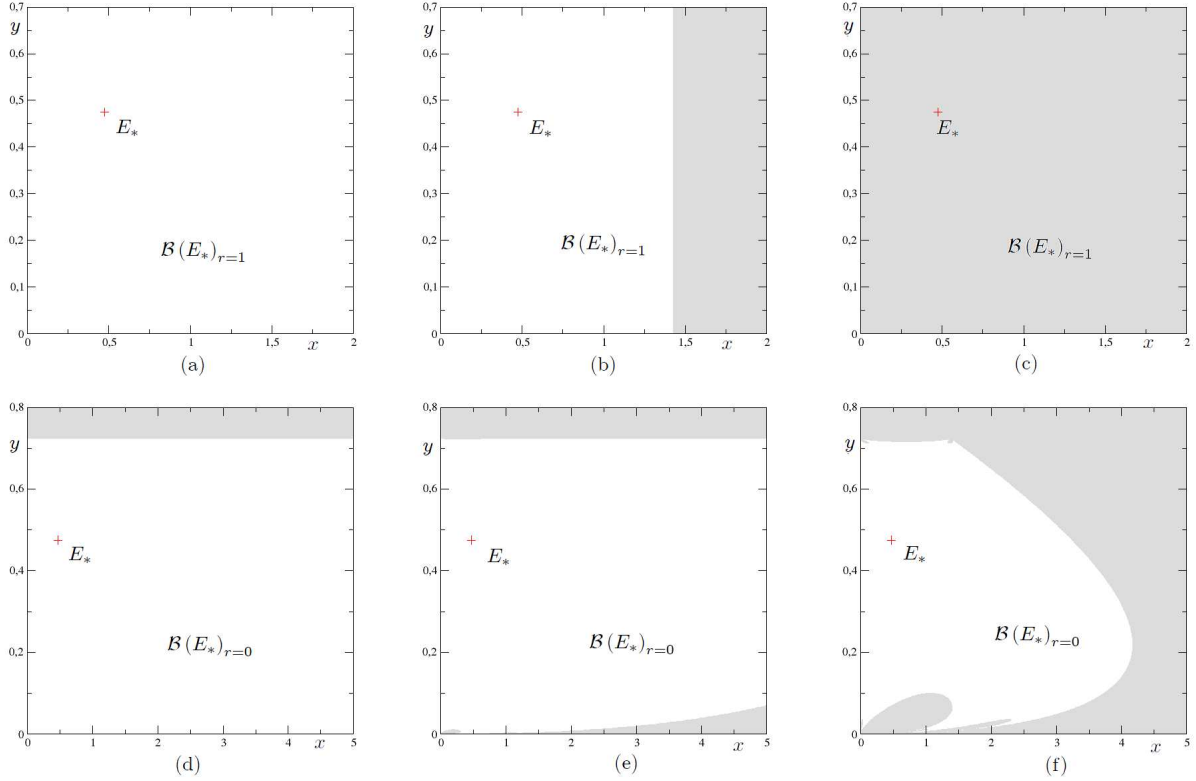 0,7 0,7 0,7
y y y
0,6 0,6 0,6
0,5 0,5 0,5
E* E* E*
0,4 0,4 0,4
0,3 0,3 0,3
0,2 0,2 0,2
B (E*)r=1 B (E*)r=1 B (E*)r=1
0,1 0,1 0,1
0 0 0
0,5 1 1,5 x 2 0 0,5 1 1,5 x 2 0 0,5 1 1,5 x 2
(a) (b) (c)
0,8 0,8 0,8
y y y
0,6 0,6 0,6
E* E* E*
0,4 0,4 0,4
B (E*)r=0 B (E*)r=0 B (E*)r=0
0,2 0,2 0,2
0 0 0
0 1 2 3 4 x 5 0 1 2 3 4 x 5 0 1 2 3 4 x 5
(d) (e) (f)